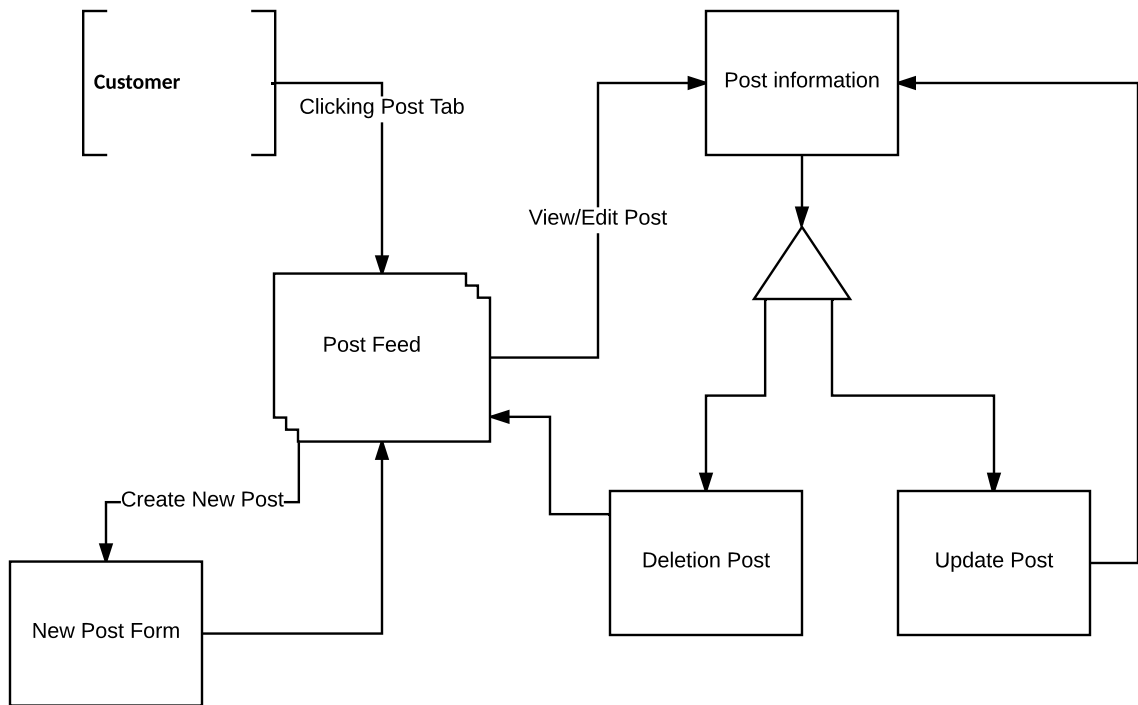 Customer
Post information
Clicking Post Tab
View/Edit Post
Post Feed
Create New Post
Deletion Post
Update Post
New Post Form